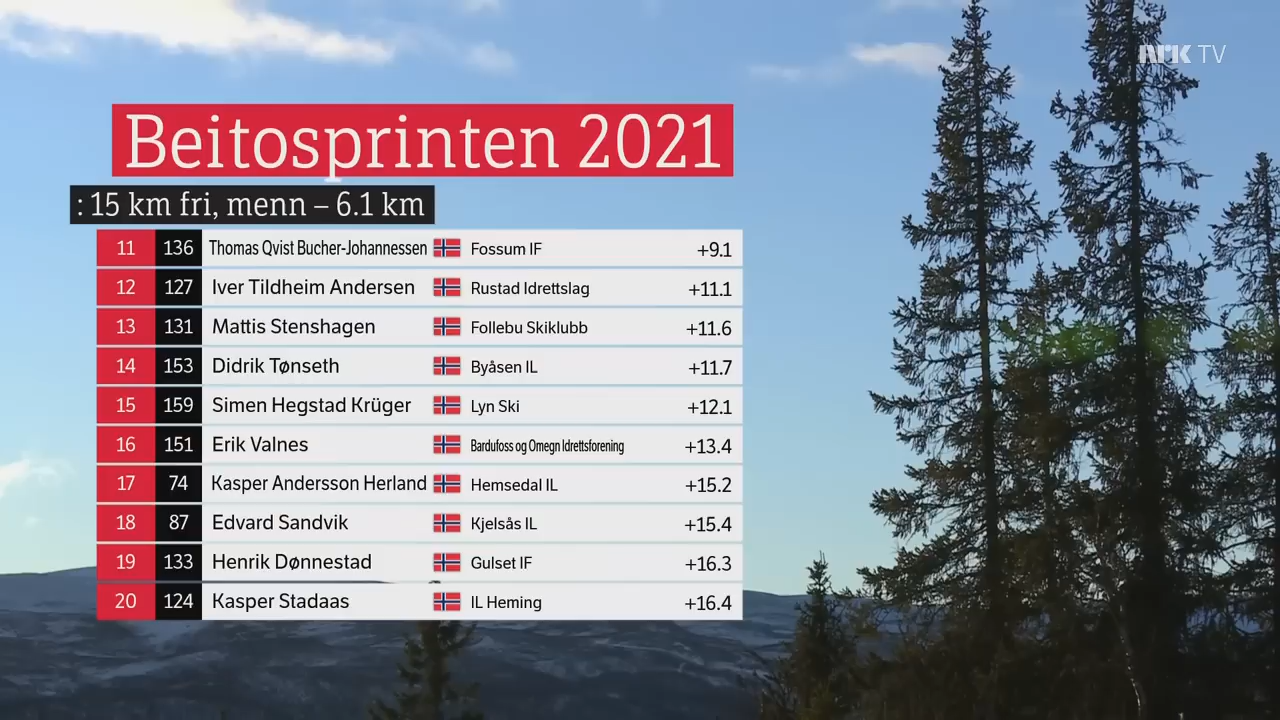 NRK TV
Beitosprinten 2021
: 15 km fri, menn – 6.1 km
11 136 Thomas Qvist Bucher-Johannessen Fossum IF +9.1
12 127 Iver Tildheim Andersen Rustad Idrettslag +11.1
13 131 Mattis Stenshagen Follebu Skiklubb +11.6
14 153 Didrik Tønseth Byåsen IL +11.7
15 159 Simen Hegstad Krüger Lyn Ski +12.1
16 151 Erik Valnes Bardufoss og Omegn Idrettsforening +13.4
17 74 Kasper Andersson Herland Hemsedal IL +15.2
18 87 Edvard Sandvik Kjelsås IL +15.4
19 133 Henrik Dønnestad Gulset IF +16.3
20 124 Kasper Stadaas IL Heming +16.4